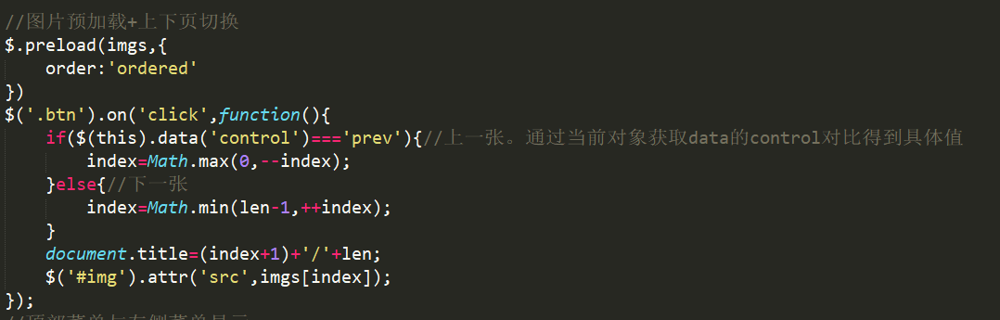 //图片预加载+上下页切换
$.preload(imgs,{
    order:'ordered'
})
$('.btn').on('click',function(){
    if($(this).data('control')==='prev'){//上一张。通过当前对象获取data的control对比得到具体值
        index=Math.max(0,--index);
    }else{//下一张
        index=Math.min(len-1,++index);
    }
    document.title=(index+1)+'/'+len;
    $('#img').attr('src',imgs[index]);
});